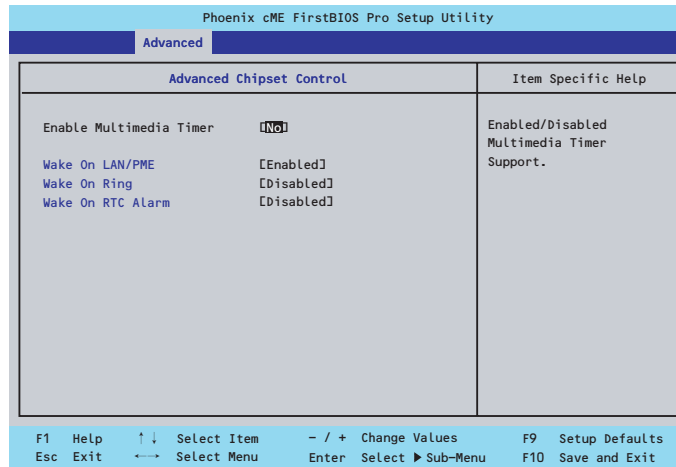 Phoenix cME FirstBIOS Pro Setup Utility
Advanced
Advanced Chipset Control
Item Specific Help
Enable Multimedia Timer [No]
Wake On LAN/PME [Enabled]
Wake On Ring [Disabled]
Wake On RTC Alarm [Disabled]
Enabled/Disabled
Multimedia Timer
Support.
F1 Help ↑↓ Select Item - / + Change Values F9 Setup Defaults
Esc Exit ←→ Select Menu Enter Select ▶ Sub-Menu F10 Save and Exit